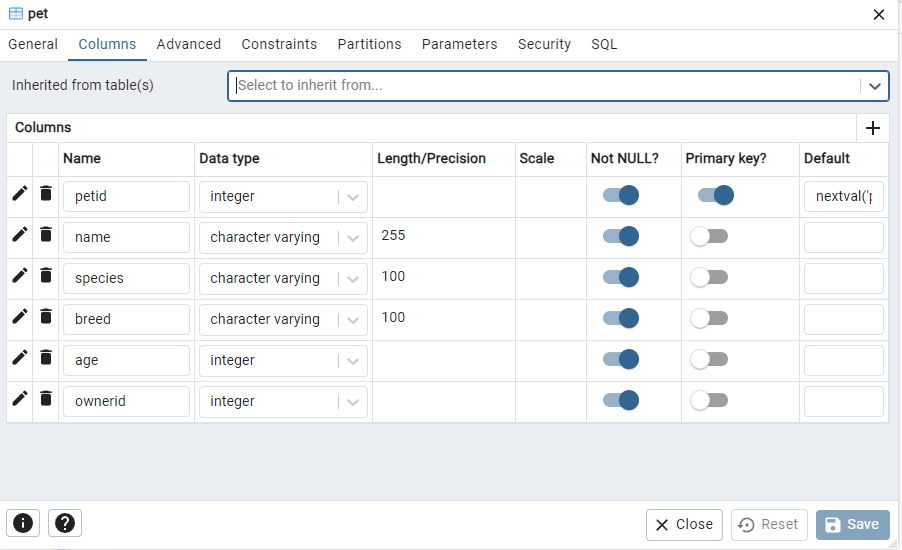 pet
General Columns Advanced Constraints Partitions Parameters Security SQL
Inherited from table(s) Select to inherit from...
Columns
Name Data type Length/Precision Scale Not NULL? Primary key? Default
petid integer nextval('
name character varying 255
species character varying 100
breed character varying 100
age integer
ownerid integer
Close Reset Save